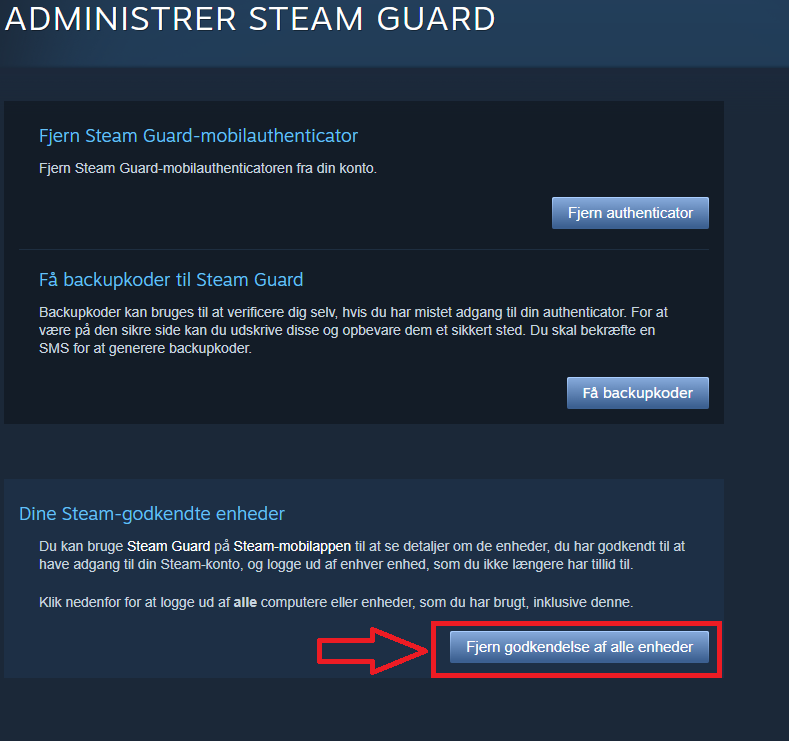 ADMINISTRER STEAM GUARD
Fjern Steam Guard-mobilauthenticator
Fjern Steam Guard-mobilauthenticatoren fra din konto.
Fjern authenticator
Få backupkoder til Steam Guard
Backupkoder kan bruges til at verificere dig selv, hvis du har mistet adgang til din authenticator. For at
være på den sikre side kan du udskrive disse og opbevare dem et sikkert sted. Du skal bekræfte en
SMS for at generere backupkoder.
Få backupkoder
Dine Steam-godkendte enheder
Du kan bruge Steam Guard på Steam-mobilappen til at se detaljer om de enheder, du har godkendt til at
have adgang til din Steam-konto, og logge ud af enhver enhed, som du ikke længere har tillid til.
Klik nedenfor for at logge ud af alle computere eller enheder, som du har brugt, inklusive denne.
Fjern godkendelse af alle enheder